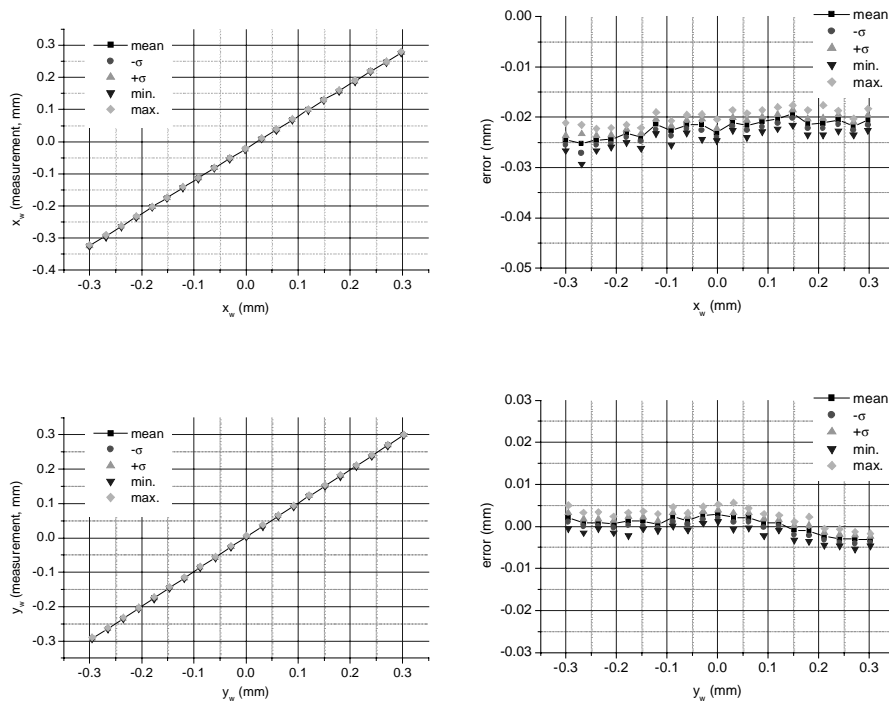 x_w (measurement, mm)
0.3
0.2
0.1
0.0
-0.1
-0.2
-0.3
-0.4
mean
-σ
+σ
min.
max.
-0.3 -0.2 -0.1 0.0 0.1 0.2 0.3
x_w (mm)
error (mm)
0.00
-0.01
-0.02
-0.03
-0.04
-0.05
mean
-σ
+σ
min.
max.
-0.3 -0.2 -0.1 0.0 0.1 0.2 0.3
x_w (mm)
y_w (measurement, mm)
0.3
0.2
0.1
0.0
-0.1
-0.2
-0.3
mean
-σ
+σ
min.
max.
-0.3 -0.2 -0.1 0.0 0.1 0.2 0.3
y_w (mm)
error (mm)
0.03
0.02
0.01
0.00
-0.01
-0.02
-0.03
mean
-σ
+σ
min.
max.
-0.3 -0.2 -0.1 0.0 0.1 0.2 0.3
y_w (mm)